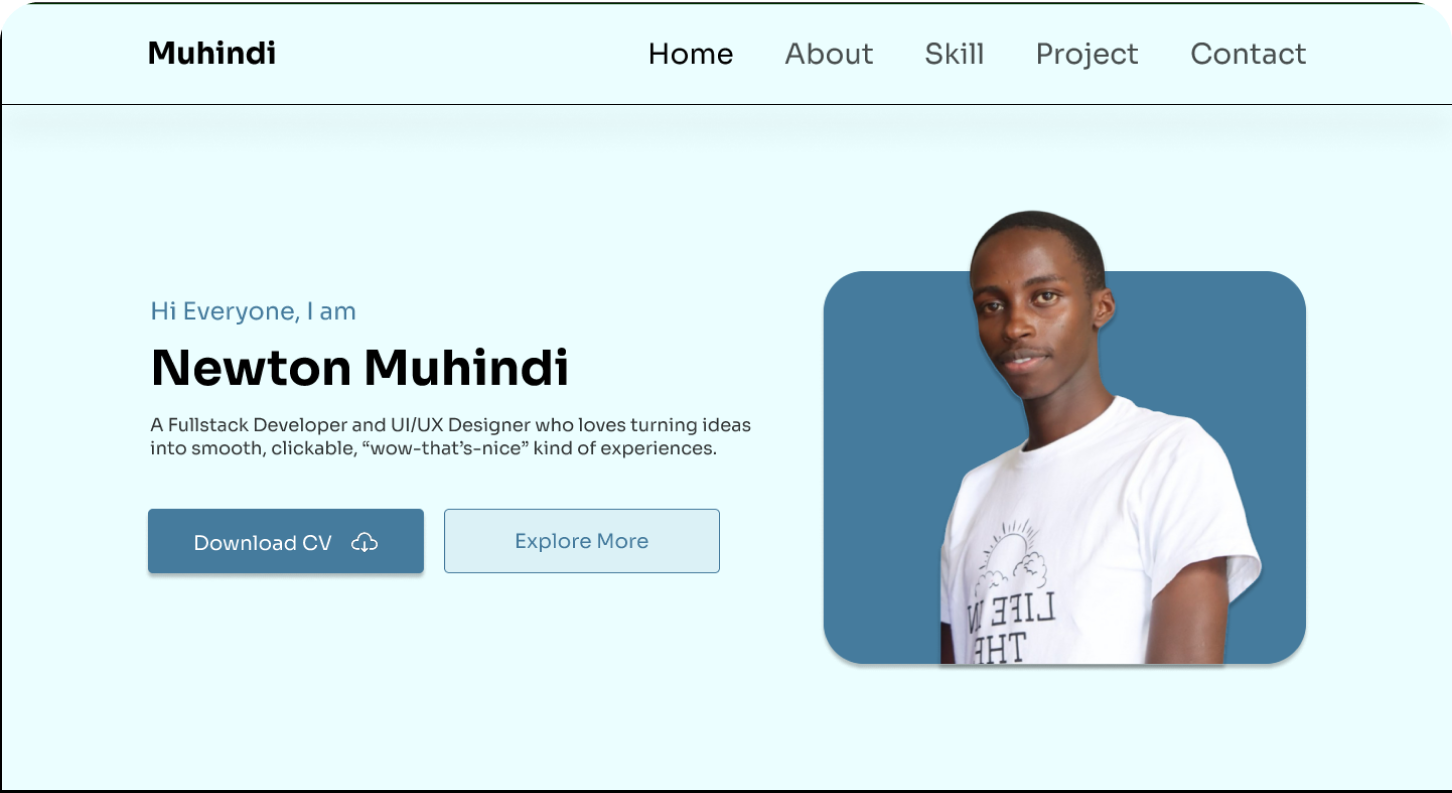 Muhindi
Home About Skill Project Contact
Hi Everyone, I am
Newton Muhindi
A Fullstack Developer and UI/UX Designer who loves turning ideas
into smooth, clickable, “wow-that’s-nice” kind of experiences.
Download CV
Explore More
LIFE IN
THE